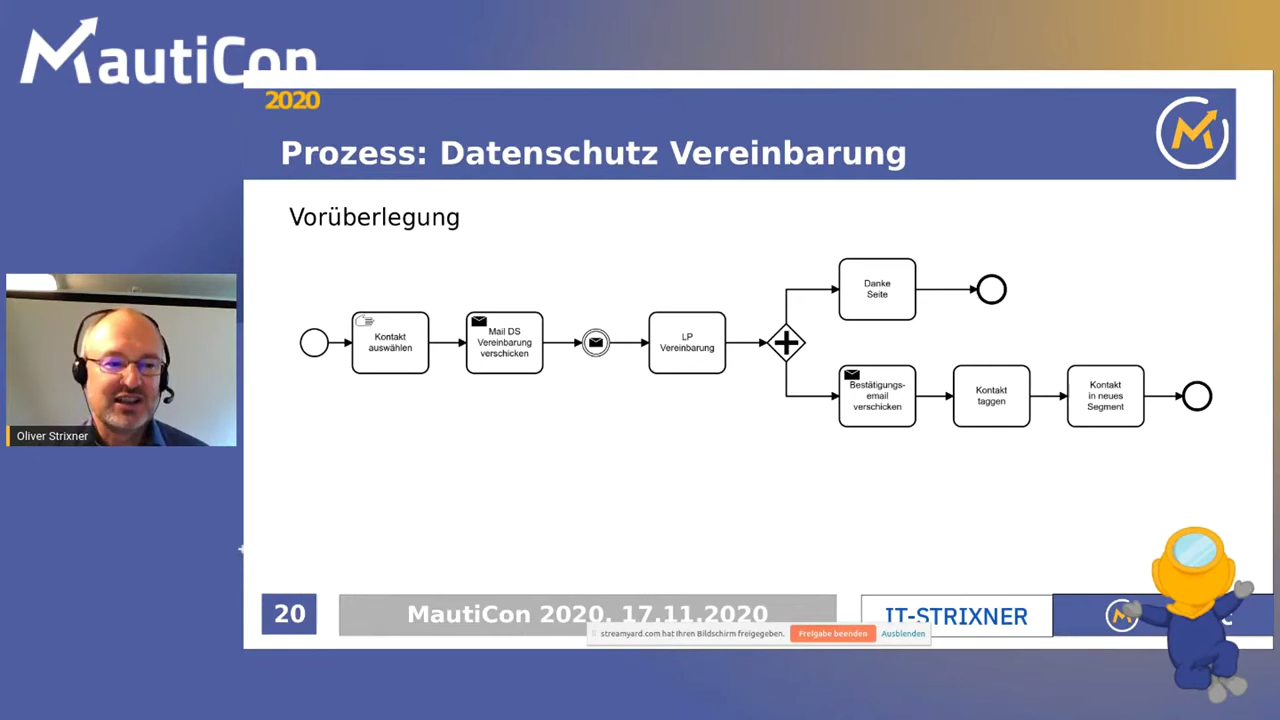 MautiCon
2020
Prozess: Datenschutz Vereinbarung
Vorüberlegung
Kontakt
auswählen
Mail DS
Vereinbarung
verschicken
LP
Vereinbarung
Danke
Seite
Bestätigungs-
email
verschicken
Kontakt
taggen
Kontakt
in neues
Segment
Oliver Strixner
20
MautiCon 2020, 17.11.2020
IT-STRIXNER
streamyard.com hat Ihren Bildschirm freigegeben.
Freigabe beenden
Ausblenden